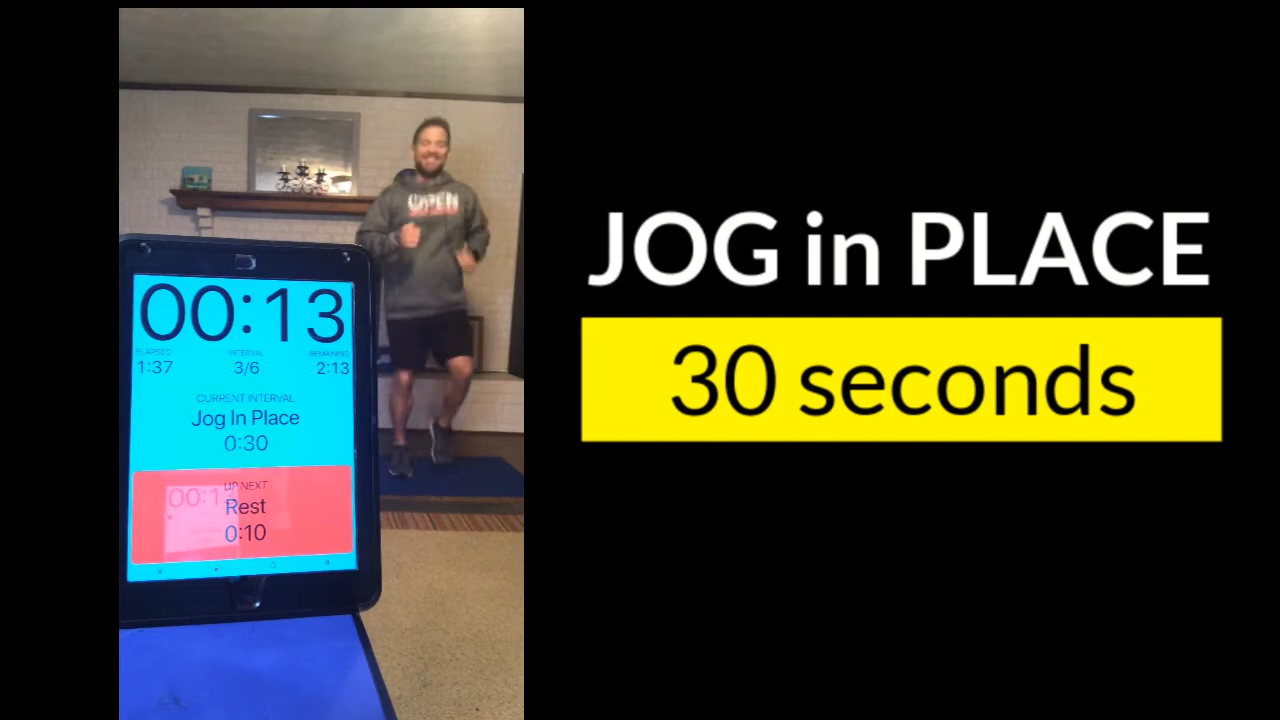 OPEN
00:13
ELAPSED INTERVAL REMAINING
1:37 3/6 2:13
CURRENT INTERVAL
Jog In Place
0:30
UP NEXT
Rest
0:10
JOG in PLACE
30 seconds